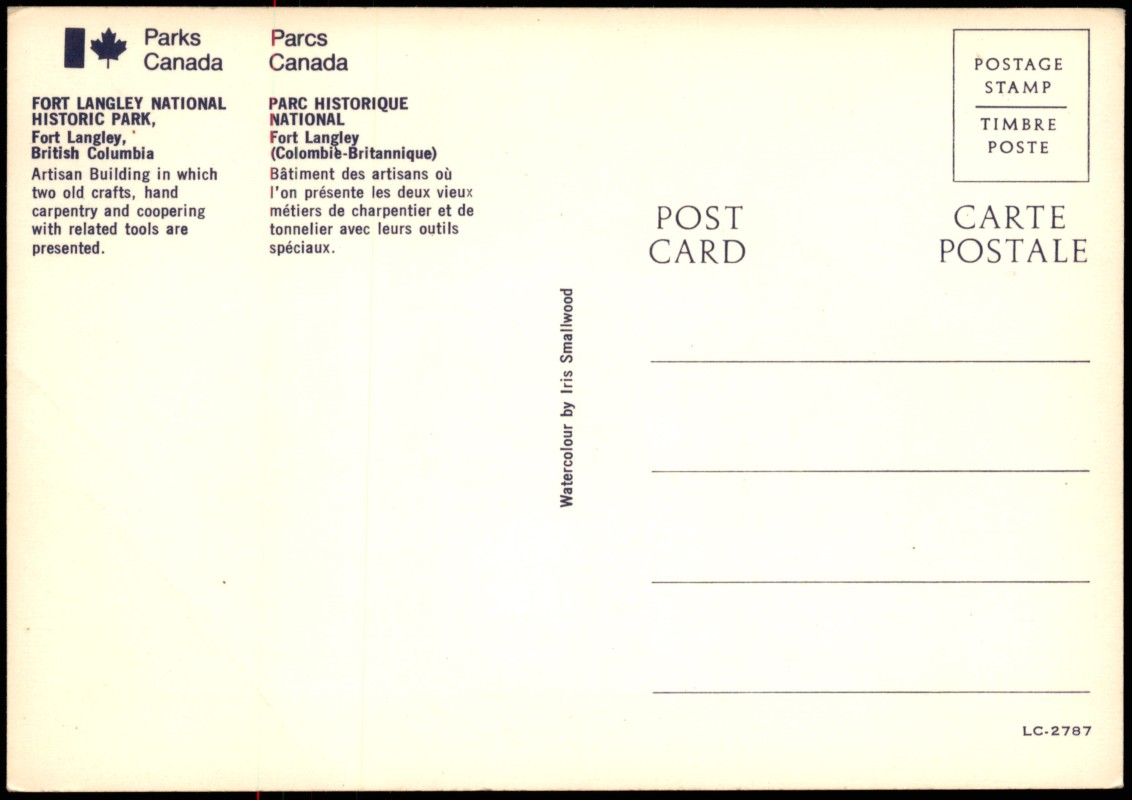 Parks
Canada
FORT LANGLEY NATIONAL
HISTORIC PARK,
Fort Langley,
British Columbia
Artisan Building in which
two old crafts, hand
carpentry and coopering
with related tools are
presented.
Parcs
Canada
PARC HISTORIQUE
NATIONAL
Fort Langley
(Colombie-Britannique)
Bâtiment des artisans où
l'on présente les deux vieux
métiers de charpentier et de
tonnelier avec leurs outils
spéciaux.
Watercolour by Iris Smallwood
POSTAGE
STAMP
TIMBRE
POSTE
POST
CARD
CARTE
POSTALE
LC-2787